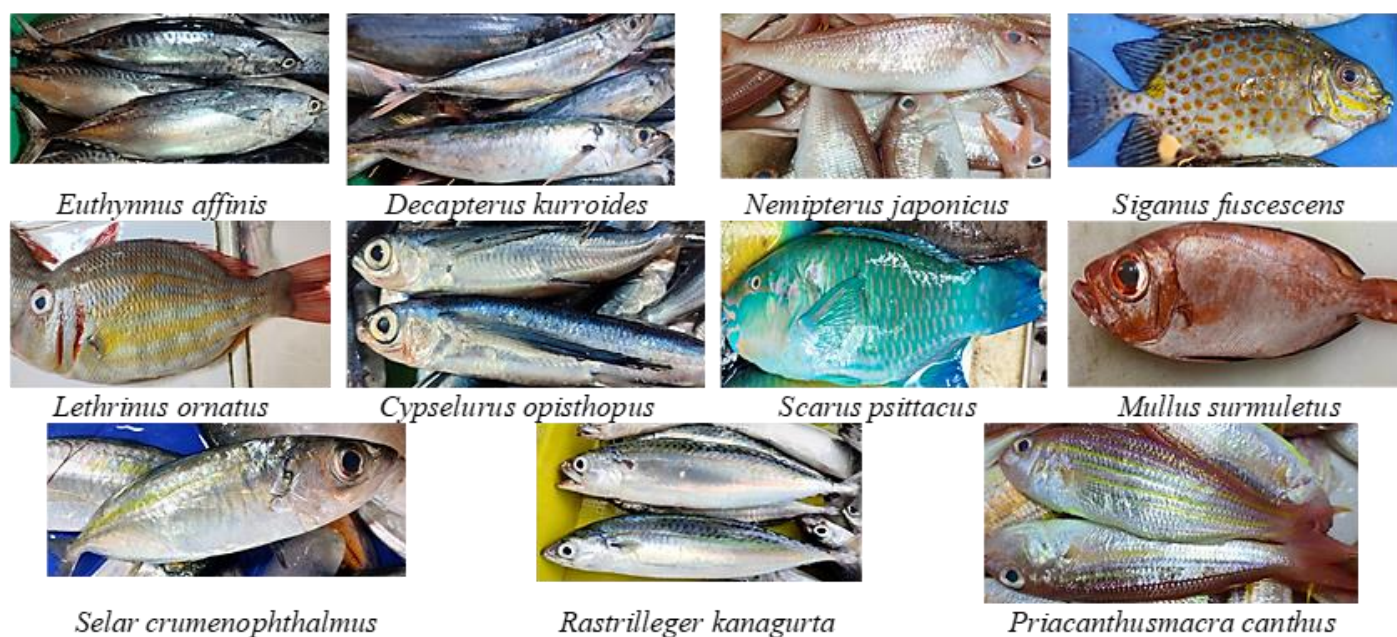 Euthynnus affinis
Decapterus kurroides
Nemipterus japonicus
Siganus fuscescens
Lethrinus ornatus
Cypselurus opisthopus
Scarus psittacus
Mullus surmuletus
Selar crumenophthalmus
Rastrilleger kanagurta
Priacanthusmacra canthus